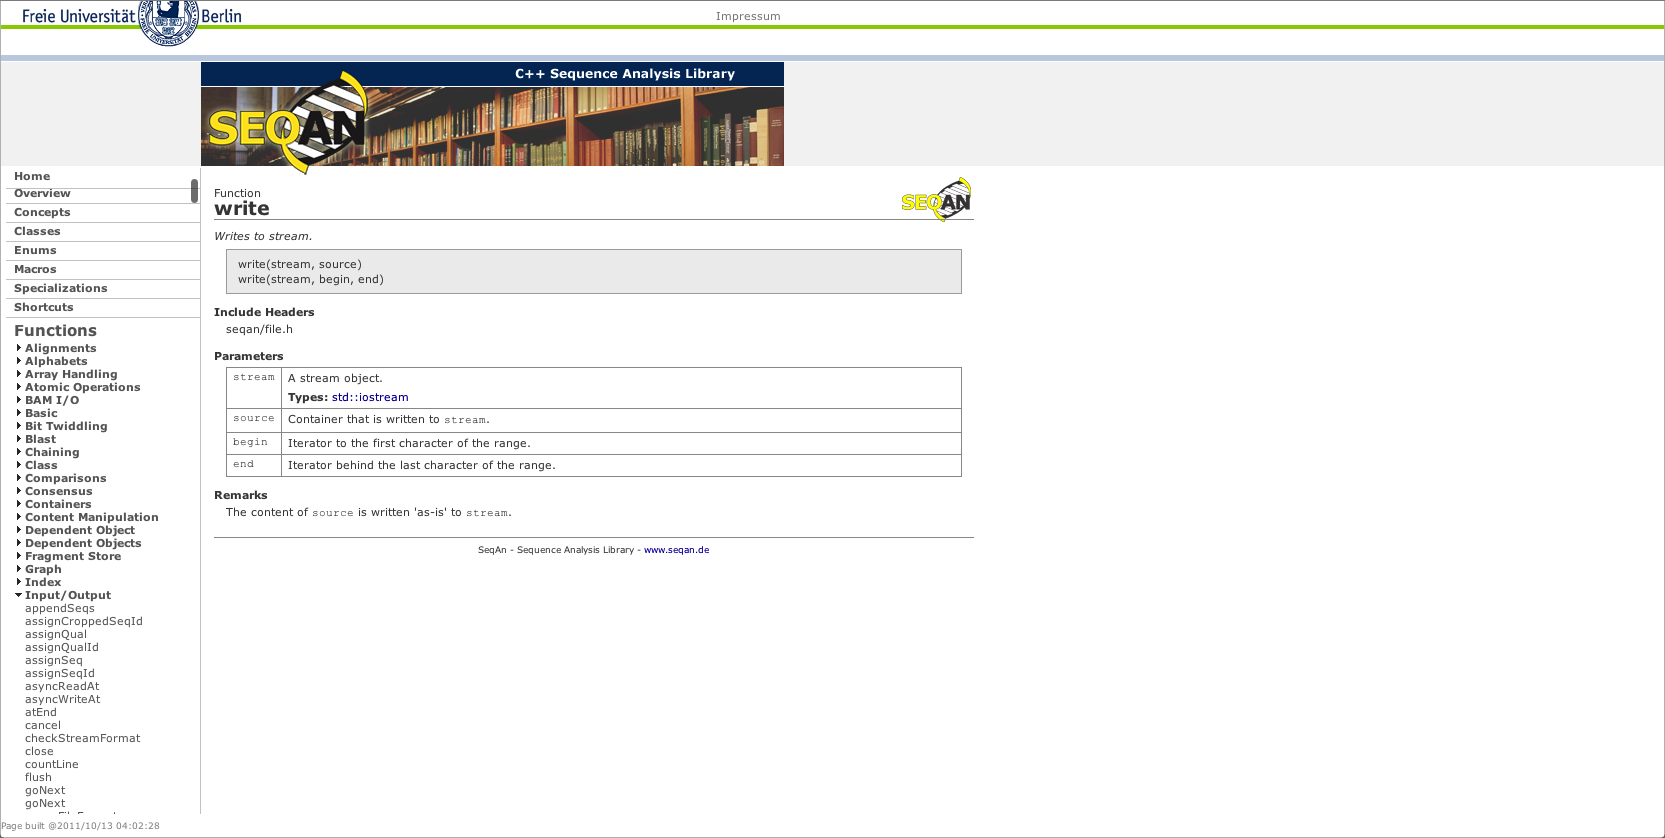 Freie Universität Berlin
Impressum
C++ Sequence Analysis Library
SEQAN
Home
Overview
Concepts
Classes
Enums
Macros
Specializations
Shortcuts
Functions
Alignments
Alphabets
Array Handling
Atomic Operations
BAM I/O
Basic
Bit Twiddling
Blast
Chaining
Class
Comparisons
Consensus
Containers
Content Manipulation
Dependent Object
Dependent Objects
Fragment Store
Graph
Index
Input/Output
appendSeqs
assignCroppedSeqId
assignQual
assignQualId
assignSeq
assignSeqId
asyncReadAt
asyncWriteAt
atEnd
cancel
checkStreamFormat
close
countLine
flush
goNext
goNext
Function
write
SEQAN
Writes to stream.
write(stream, source)
write(stream, begin, end)
Include Headers
seqan/file.h
Parameters
stream A stream object.
Types: std::iostream
source Container that is written to stream.
begin Iterator to the first character of the range.
end Iterator behind the last character of the range.
Remarks
The content of source is written 'as-is' to stream.
SeqAn - Sequence Analysis Library - www.seqan.de
Page built @2011/10/13 04:02:28